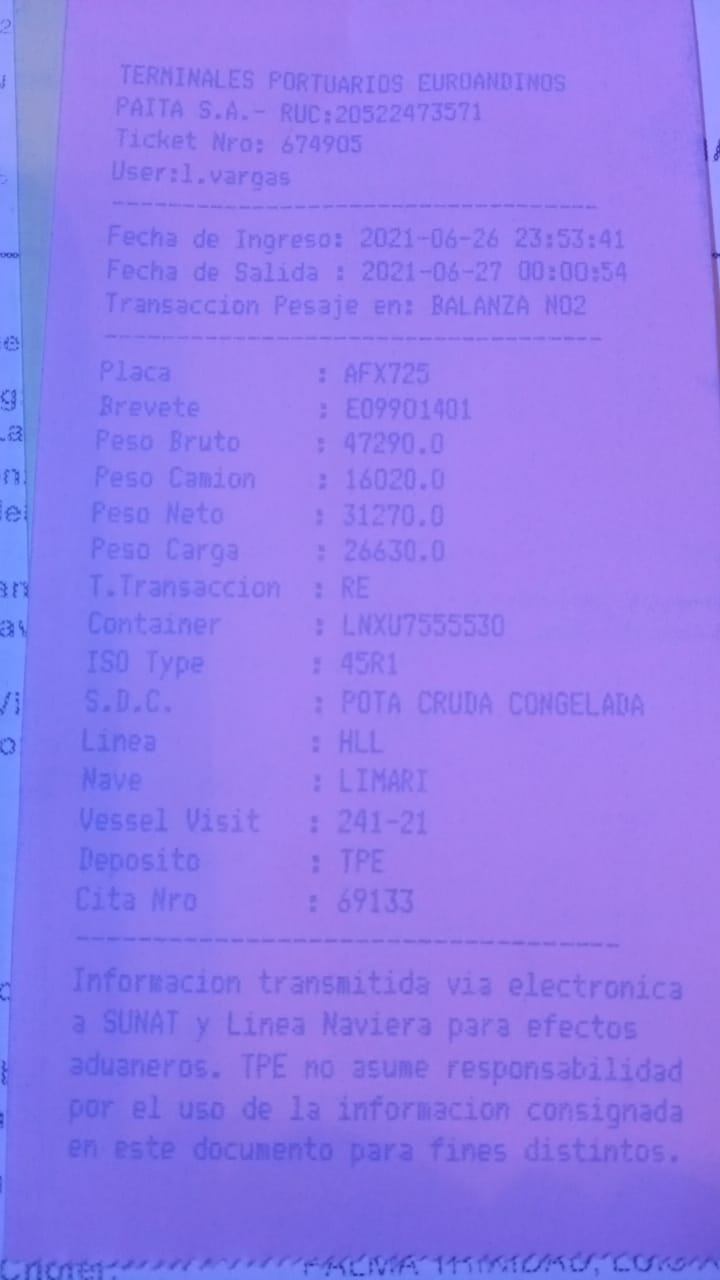 TERMINALES PORTUARIOS EUROANDINOS
PAITA S.A.- RUC:20522473571
Ticket Nro: 674905
User:l.vargas
Fecha de Ingreso: 2021-06-26 23:53:41
Fecha de Salida : 2021-06-27 00:00:54
Transaccion Pesaje en: BALANZA NO2
Placa : AFX725
Brevete : E09901401
Peso Bruto : 47290.0
Peso Camion : 16020.0
Peso Neto : 31270.0
Peso Carga : 26630.0
T.Transaccion : RE
Container : LNXU7555530
ISO Type : 45R1
S.D.C. : POTA CRUDA CONGELADA
Linea : HLL
Nave : LIMARI
Vessel Visit : 241-21
Deposito : TPE
Cita Nro : 69133
Informacion transmitida via electronica
a SUNAT y Linea Naviera para efectos
aduaneros. TPE no asume responsabilidad
por el uso de la informacion consignada
en este documento para fines distintos.